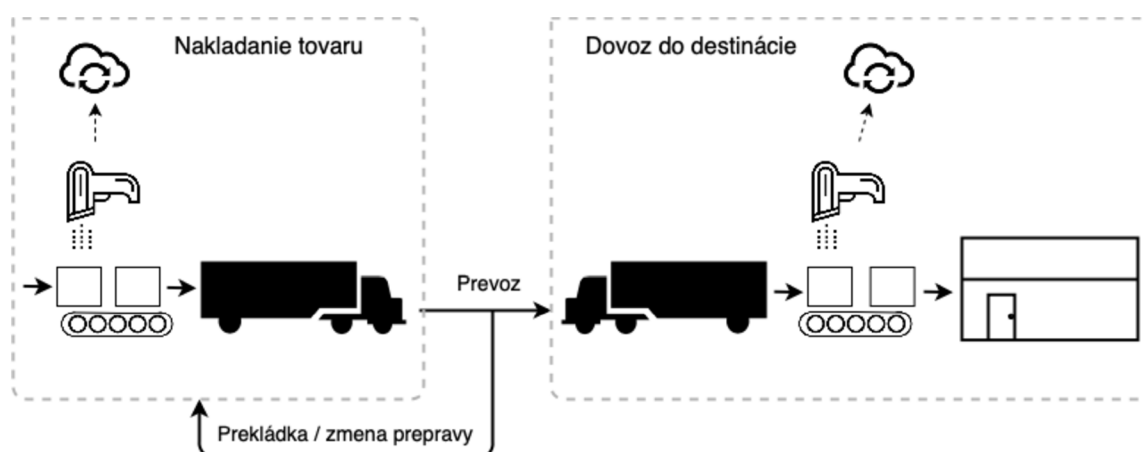 Nakladanie tovaru
Dovoz do destinácie
Prevoz
Prekládka / zmena prepravy